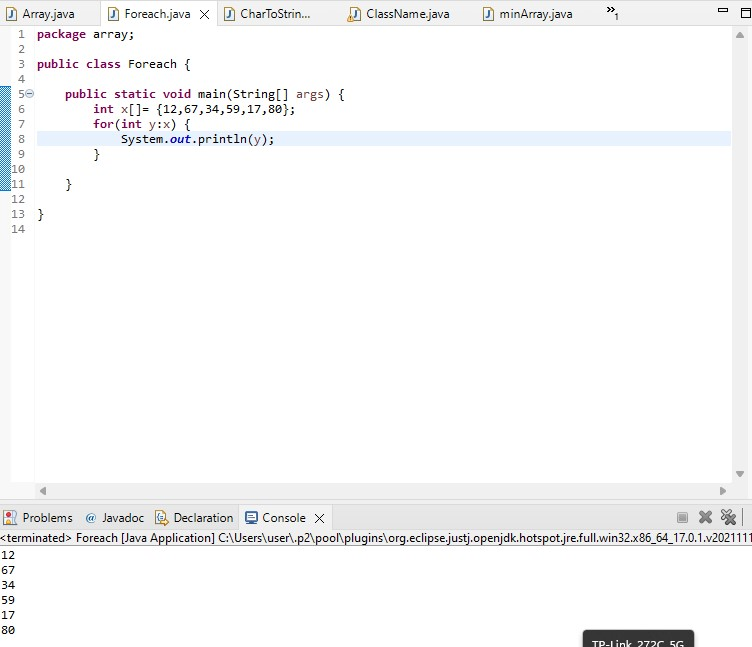 Array.java Foreach.java CharToStrin... ClassName.java minArray.java »1
1 package array;
2
3 public class Foreach {
4
5 public static void main(String[] args) {
6 int x[]= {12,67,34,59,17,80};
7 for(int y:x) {
8 System.out.println(y);
9 }
10
11 }
12
13 }
14
Problems @ Javadoc Declaration Console
<terminated> Foreach [Java Application] C:\Users\user\.p2\pool\plugins\org.eclipse.justj.openjdk.hotspot.jre.full.win32.x86_64_17.0.1.v2021111
12
67
34
59
17
80
TP-Link_272C_5G